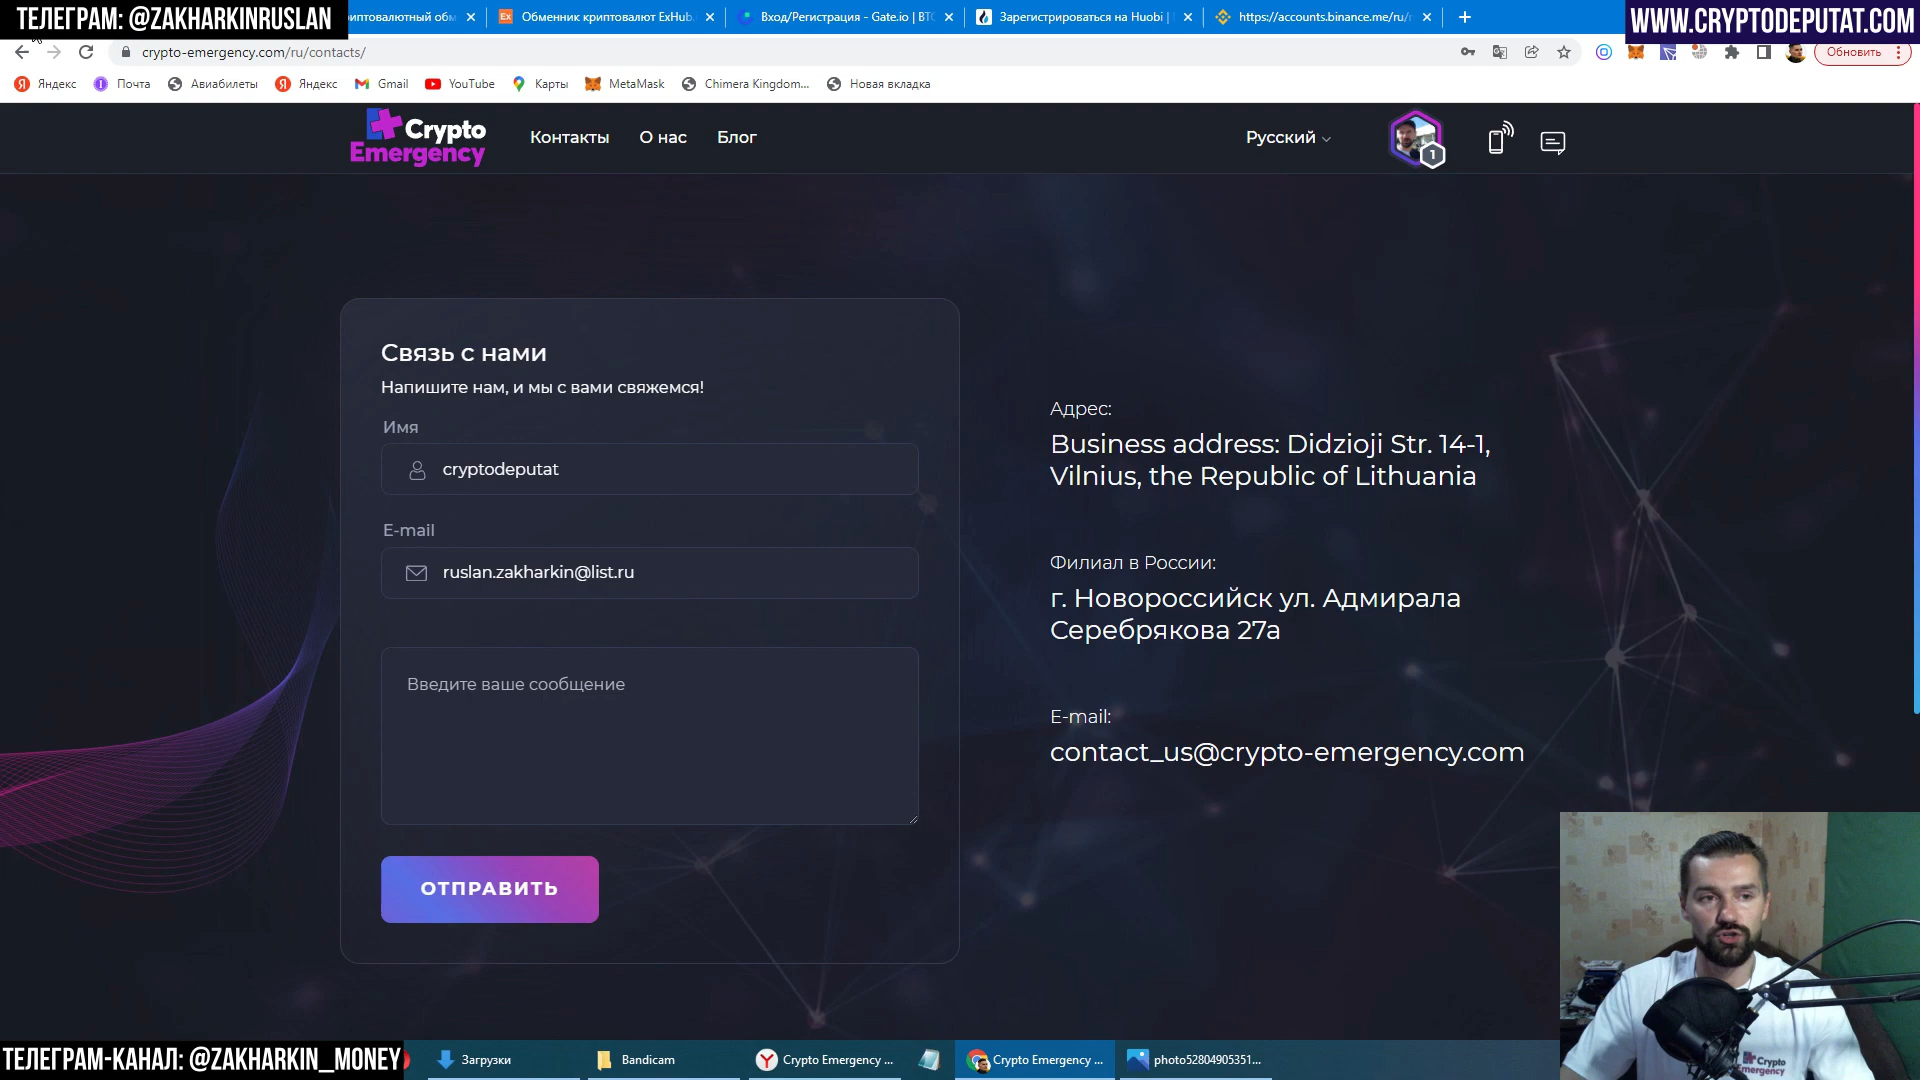 ТЕЛЕГРАМ: @ZAKHARKINRUSLAN
WWW.CRYPTODEPUTAT.COM
риптовалютный обм
Обменник криптовалют ExHub.
Вход/Регистрация - Gate.io | BTC
Зарегистрироваться на Huobi |
https://accounts.binance.me/ru/r
crypto-emergency.com/ru/contacts/
Обновить
Яндекс
Почта
Авиабилеты
Яндекс
Gmail
YouTube
Карты
MetaMask
Chimera Kingdom...
Новая вкладка
Crypto
Emergency
Контакты
О нас
Блог
Русский
1
Связь с нами
Напишите нам, и мы с вами свяжемся!
Имя
cryptodeputat
E-mail
ruslan.zakharkin@list.ru
Введите ваше сообщение
ОТПРАВИТЬ
Адрес:
Business address: Didzioji Str. 14-1,
Vilnius, the Republic of Lithuania
Филиал в России:
г. Новороссийск ул. Адмирала
Серебрякова 27а
E-mail:
contact_us@crypto-emergency.com
Crypto
Emergency
ТЕЛЕГРАМ-КАНАЛ: @ZAKHARKIN_MONEY
Загрузки
Bandicam
Crypto Emergency ...
Crypto Emergency ...
photo52804905351...